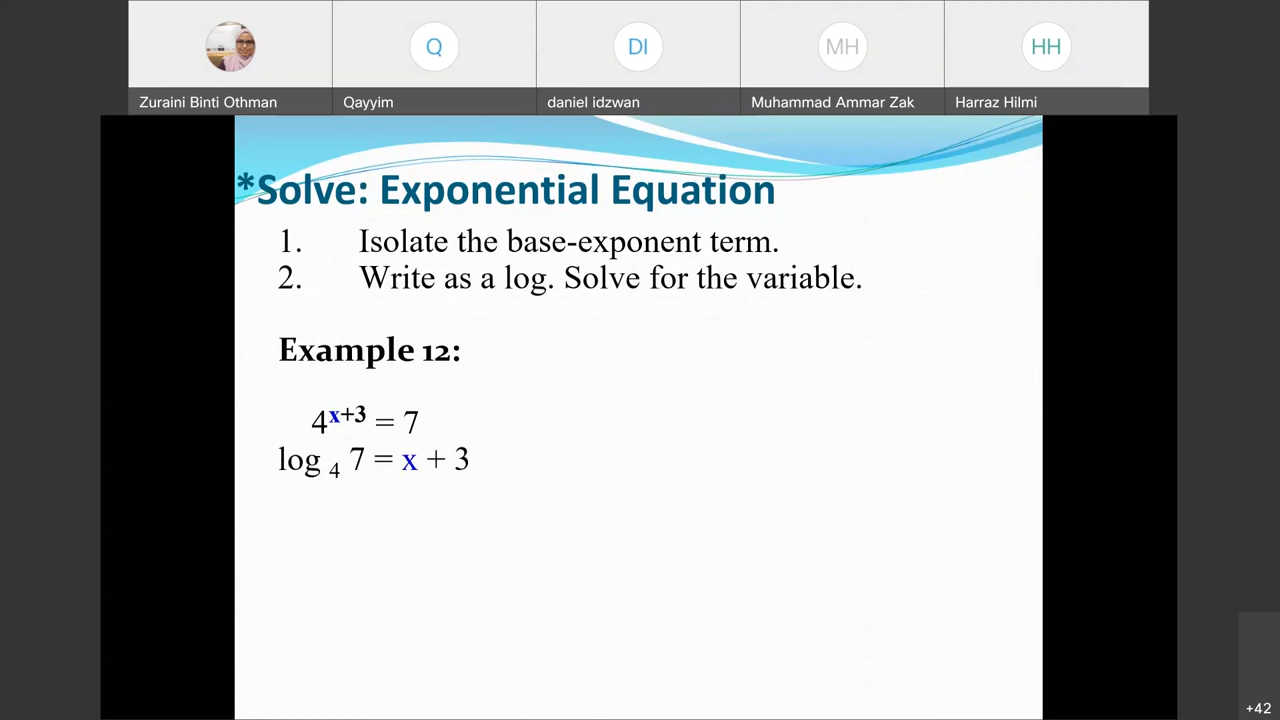 Q
DI
MH
HH
Zuraini Binti Othman
Qayyim
daniel idzwan
Muhammad Ammar Zak
Harraz Hilmi
*Solve: Exponential Equation
1. Isolate the base-exponent term.
2. Write as a log. Solve for the variable.
Example 12:
4^x+3 = 7
log 4 7 = x + 3
+42